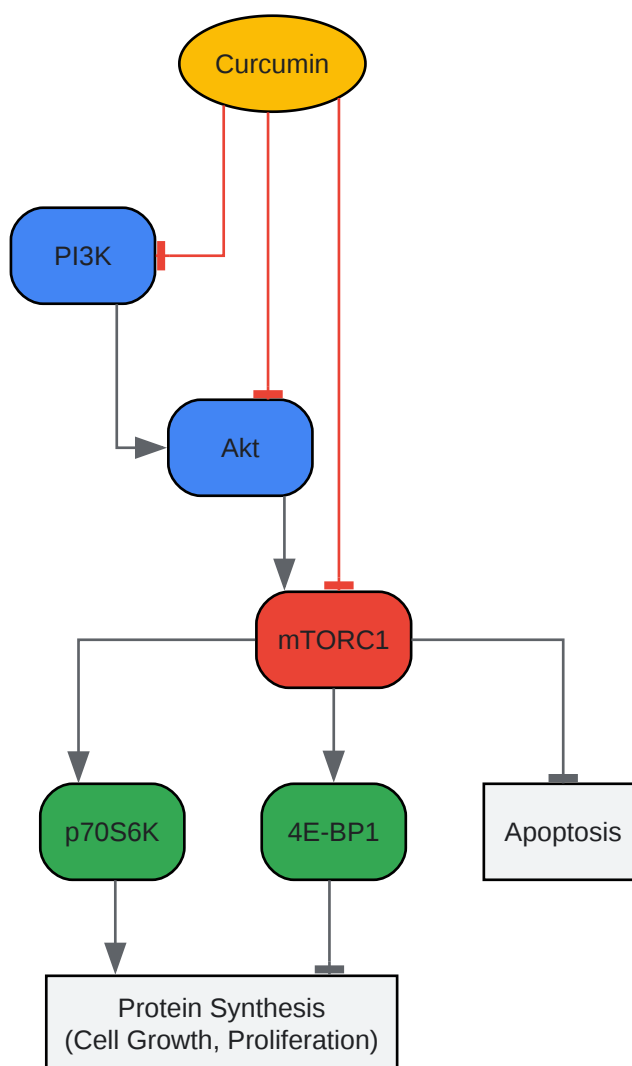 Curcumin
PI3K
Akt
mTORC1
p70S6K
4E-BP1
Apoptosis
Protein Synthesis
(Cell Growth, Proliferation)